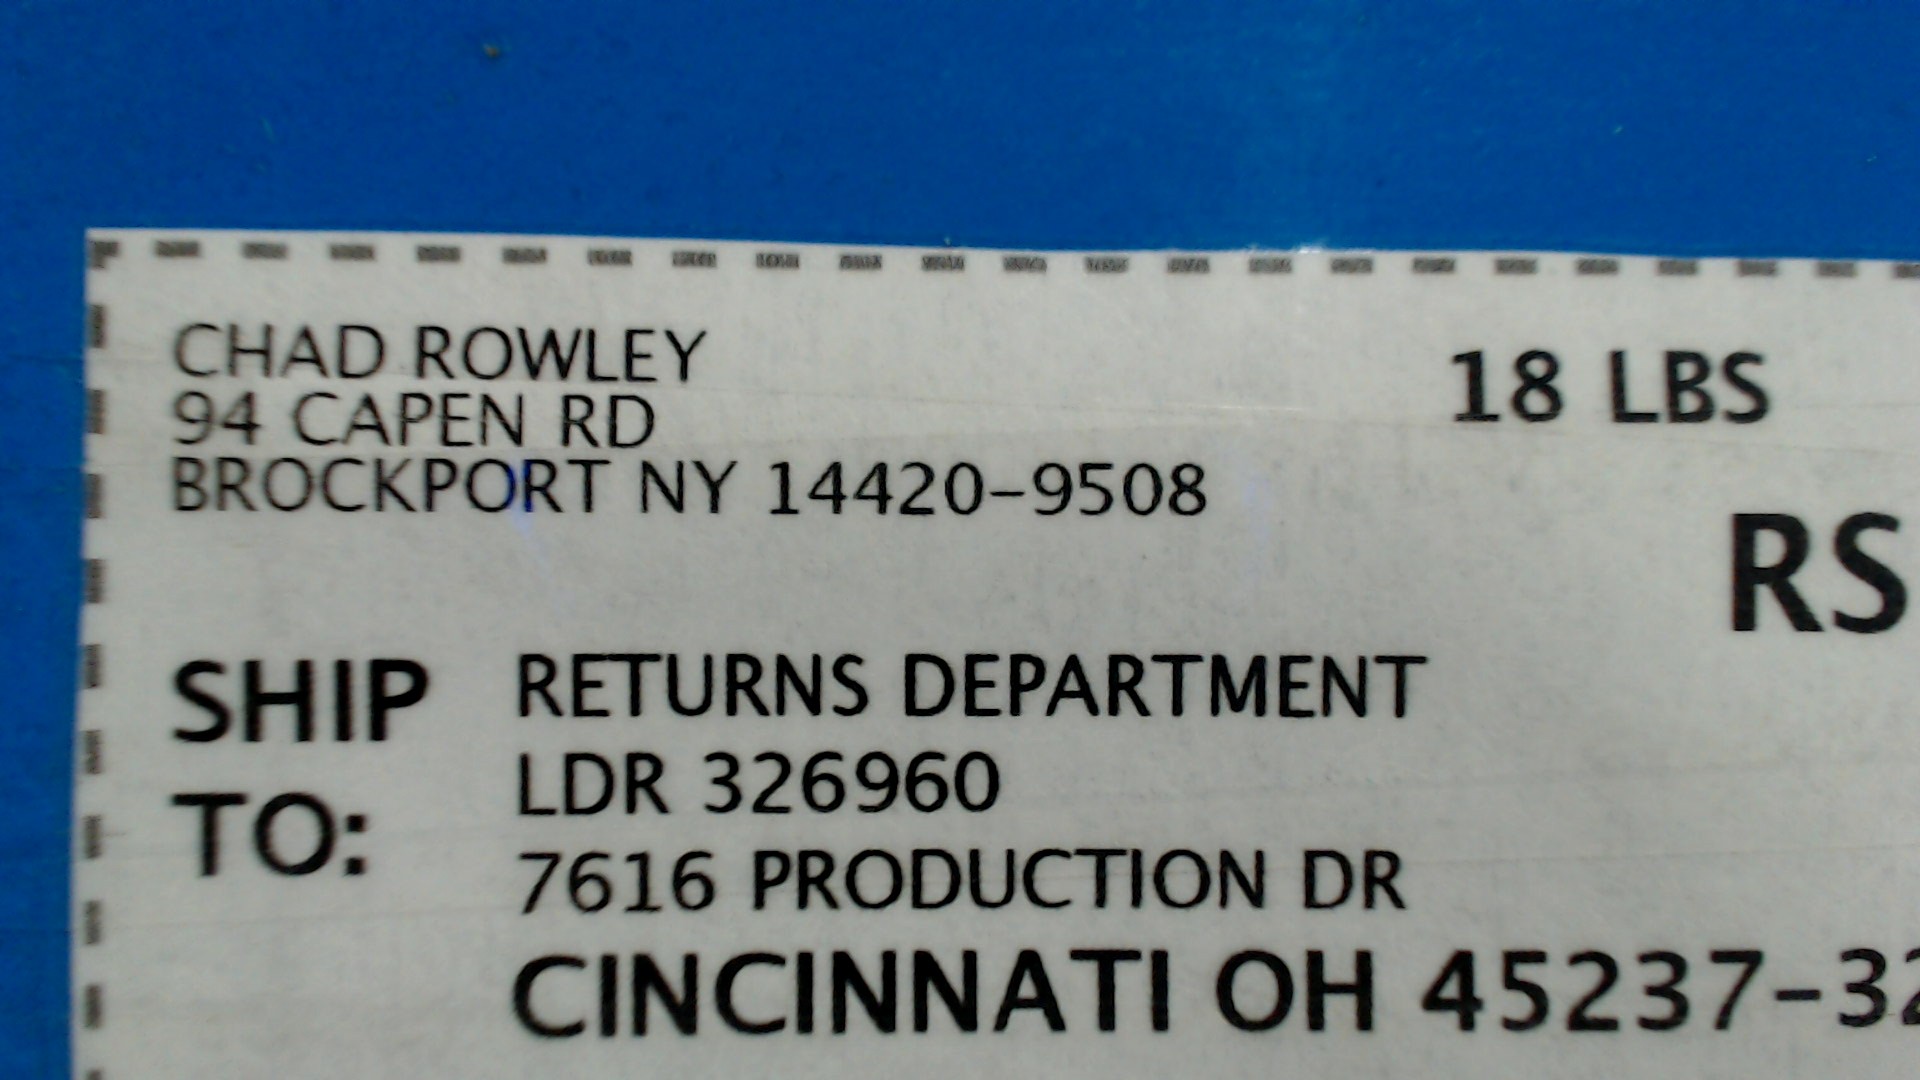 CHAD ROWLEY
94 CAPEN RD
BROCKPORT NY 14420-9508
18 LBS
RS
SHIP TO:
RETURNS DEPARTMENT
LDR 326960
7616 PRODUCTION DR
CINCINNATI OH 45237-32